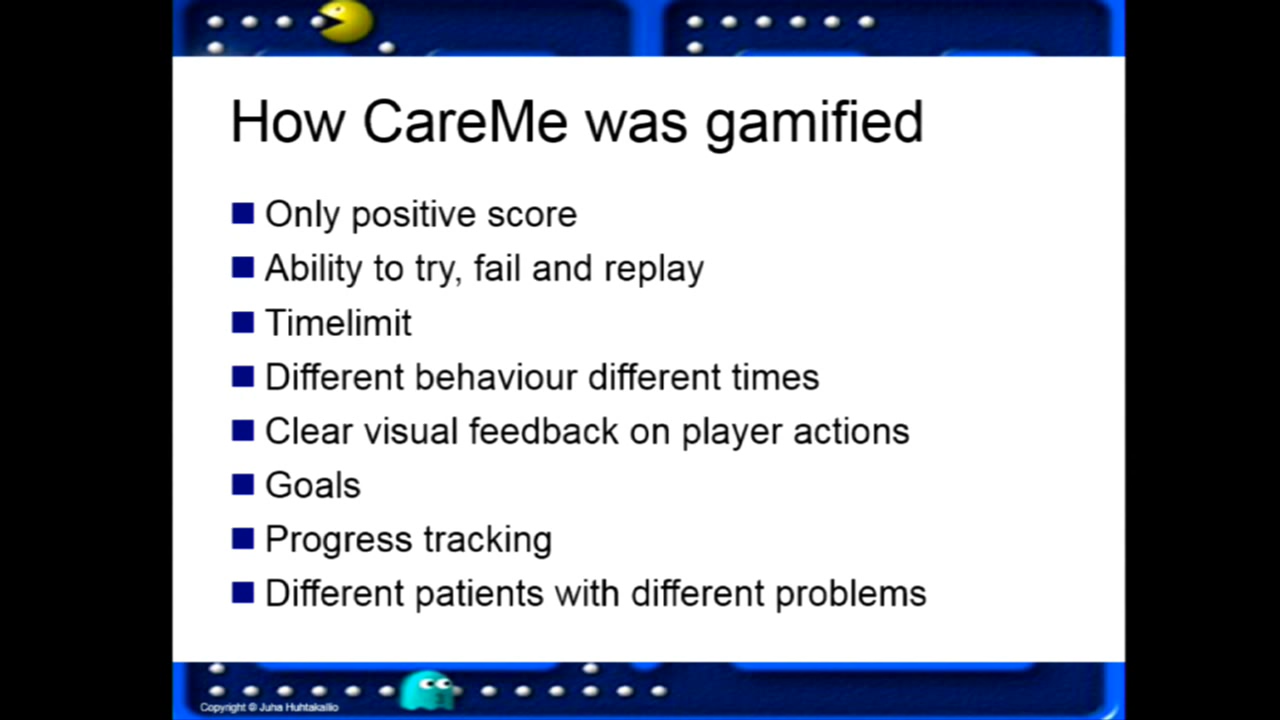 How CareMe was gamified
Only positive score
Ability to try, fail and replay
Timelimit
Different behaviour different times
Clear visual feedback on player actions
Goals
Progress tracking
Different patients with different problems
Copyright © Juha Huhtakallio